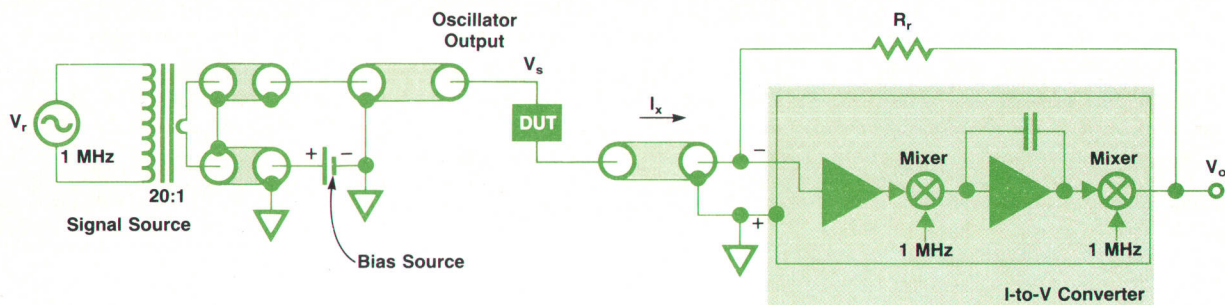 Oscillator
Output
Vr
1 MHz
20:1
Signal Source
+
−
Bias Source
Vs
DUT
Ix
Rr
−
+
Mixer
1 MHz
Mixer
1 MHz
Vo
I-to-V Converter